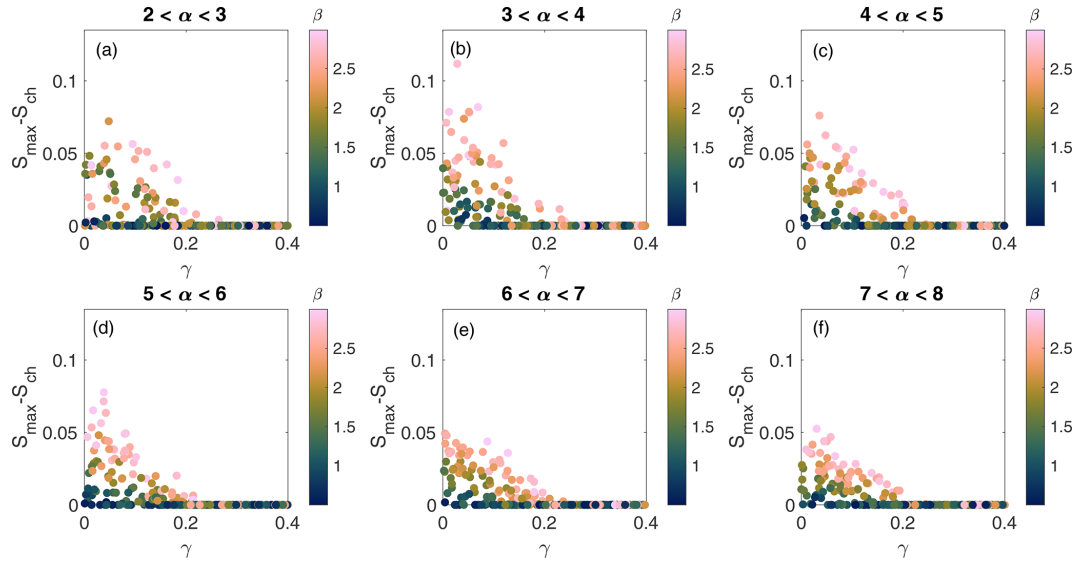 2 < α < 3 β 3 < α < 4 β 4 < α < 5 β
(a) (b) (c)
0.1 2.5 0.1 2.5 0.1 2.5
S_max-S_ch 2 S_max-S_ch 2 S_max-S_ch 2
0.05 1.5 0.05 1.5 0.05 1.5
1 1 1
0 0 0
0 0.2 0.4 0 0.2 0.4 0 0.2 0.4
γ γ γ
5 < α < 6 β 6 < α < 7 β 7 < α < 8 β
(d) (e) (f)
0.1 2.5 0.1 2.5 0.1 2.5
S_max-S_ch 2 S_max-S_ch 2 S_max-S_ch 2
0.05 1.5 0.05 1.5 0.05 1.5
1 1 1
0 0 0
0 0.2 0.4 0 0.2 0.4 0 0.2 0.4
γ γ γ